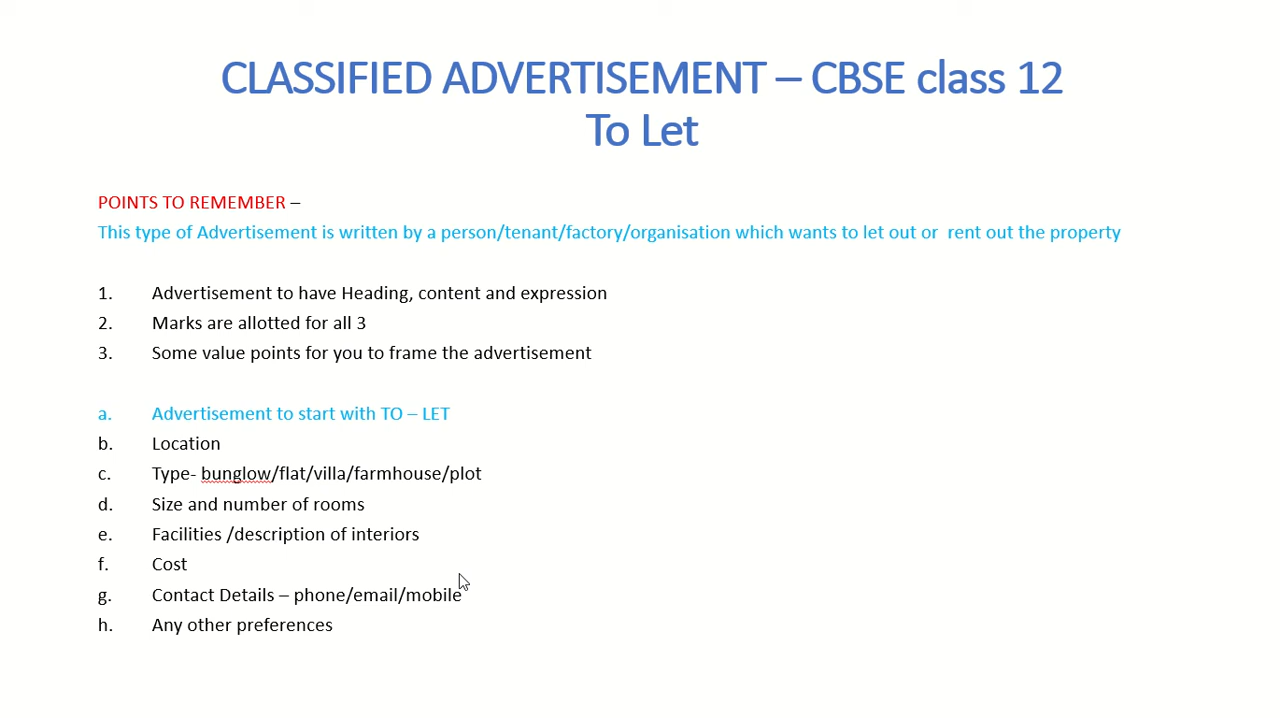 CLASSIFIED ADVERTISEMENT – CBSE class 12
To Let
POINTS TO REMEMBER –
This type of Advertisement is written by a person/tenant/factory/organisation which wants to let out or  rent out the property
1. Advertisement to have Heading, content and expression
2. Marks are allotted for all 3
3. Some value points for you to frame the advertisement
a. Advertisement to start with TO – LET
b. Location
c. Type- bunglow/flat/villa/farmhouse/plot
d. Size and number of rooms
e. Facilities /description of interiors
f. Cost
g. Contact Details – phone/email/mobile
h. Any other preferences